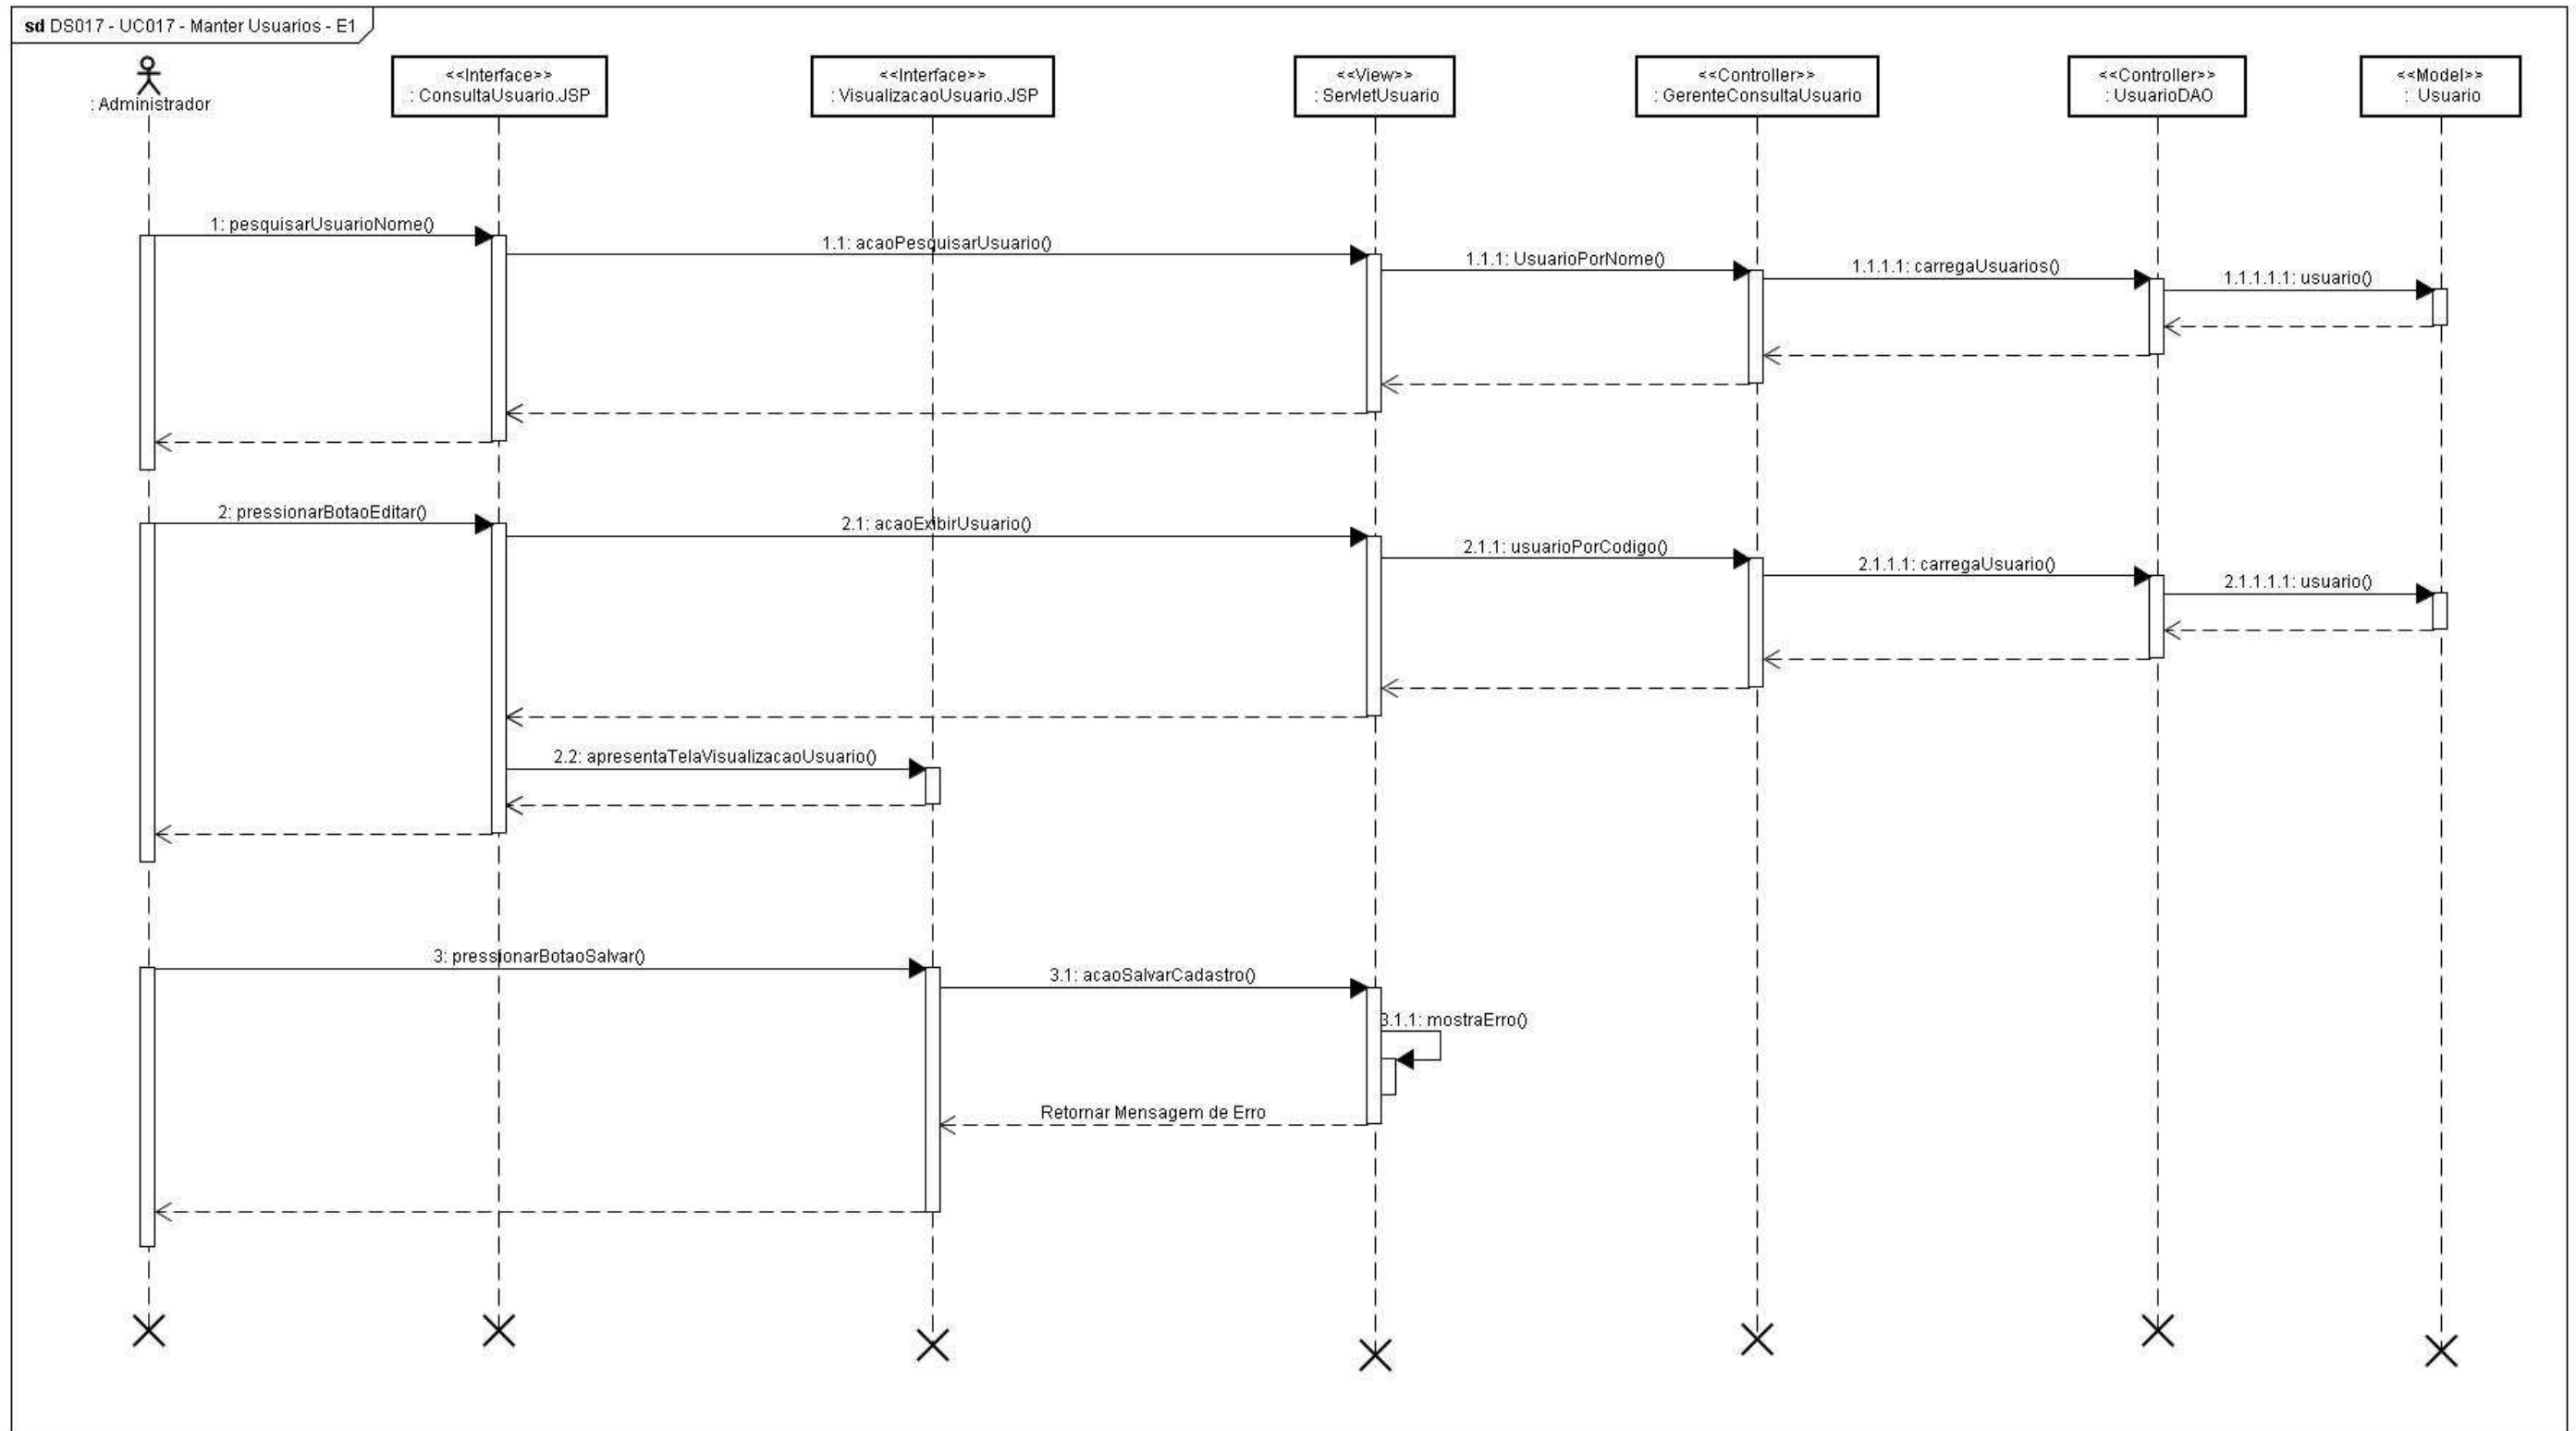 sd DS017 - UC017 - Manter Usuarios - E1
: Administrador
<<Interface>>
: ConsultaUsuario.JSP
<<Interface>>
: VisualizacaoUsuario.JSP
<<View>>
: ServletUsuario
<<Controller>>
: GerenteConsultaUsuario
<<Controller>>
: UsuarioDAO
<<Model>>
: Usuario
1: pesquisarUsuarioNome()
1.1: acaoPesquisarUsuario()
1.1.1: UsuarioPorNome()
1.1.1.1: carregaUsuarios()
1.1.1.1.1: usuario()
2: pressionarBotaoEditar()
2.1: acaoExibirUsuario()
2.1.1: usuarioPorCodigo()
2.1.1.1: carregaUsuario()
2.1.1.1.1: usuario()
2.2: apresentaTelaVisualizacaoUsuario()
3: pressionarBotaoSalvar()
3.1: acaoSalvarCadastro()
3.1.1: mostraErro()
Retornar Mensagem de Erro